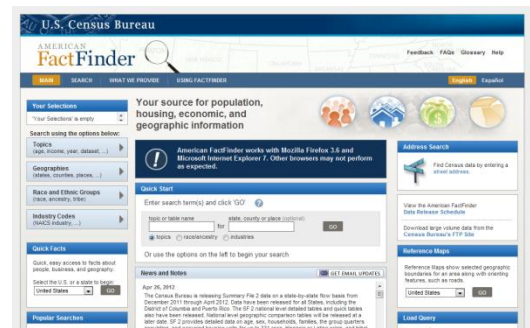 U.S. Census Bureau
AMERICAN
FactFinder
Feedback FAQs Glossary Help
MAIN SEARCH WHAT WE PROVIDE USING FACTFINDER
English Español
Your Selections
'Your Selections' is empty
Search using the options below:
Topics
(age, income, year, dataset, ...)
Geographies
(states, counties, places, ...)
Race and Ethnic Groups
(race, ancestry, tribe)
Industry Codes
(NAICS industry, ...)
Quick Facts
Quick, easy access to facts about
people, business, and geography.
Select the U.S. or a state to begin:
United States GO
Popular Searches
Your source for population,
housing, economic, and
geographic information
American FactFinder works with Mozilla Firefox 3.6 and
Microsoft Internet Explorer 7. Other browsers may not perform
as expected.
Quick Start
Enter search term(s) and click 'GO'
topic or table name state, county or place (optional)
for GO
topics race/ancestry industries
Or use the options on the left to begin your search
News and Notes GET EMAIL UPDATES
Apr 26, 2012
The Census Bureau is releasing Summary File 2 data on a state-by-state flow basis from
December 2011 through April 2012. Data have been released for all States, including the
District of Columbia and Puerto Rico. The SF 2 national level detailed tables and quick tables
also have been released. National level geographic comparison tables will be released at a
later date. SF 2 provides detailed data on age, sex, households, families, the group quarters
Address Search
Find Census data by entering a
street address.
View the American FactFinder
Data Release Schedule
Download large volume data from the
Census Bureau's FTP Site
Reference Maps
Reference Maps show selected geographic
boundaries for an area along with orienting
features, such as roads.
United States GO
Load Query